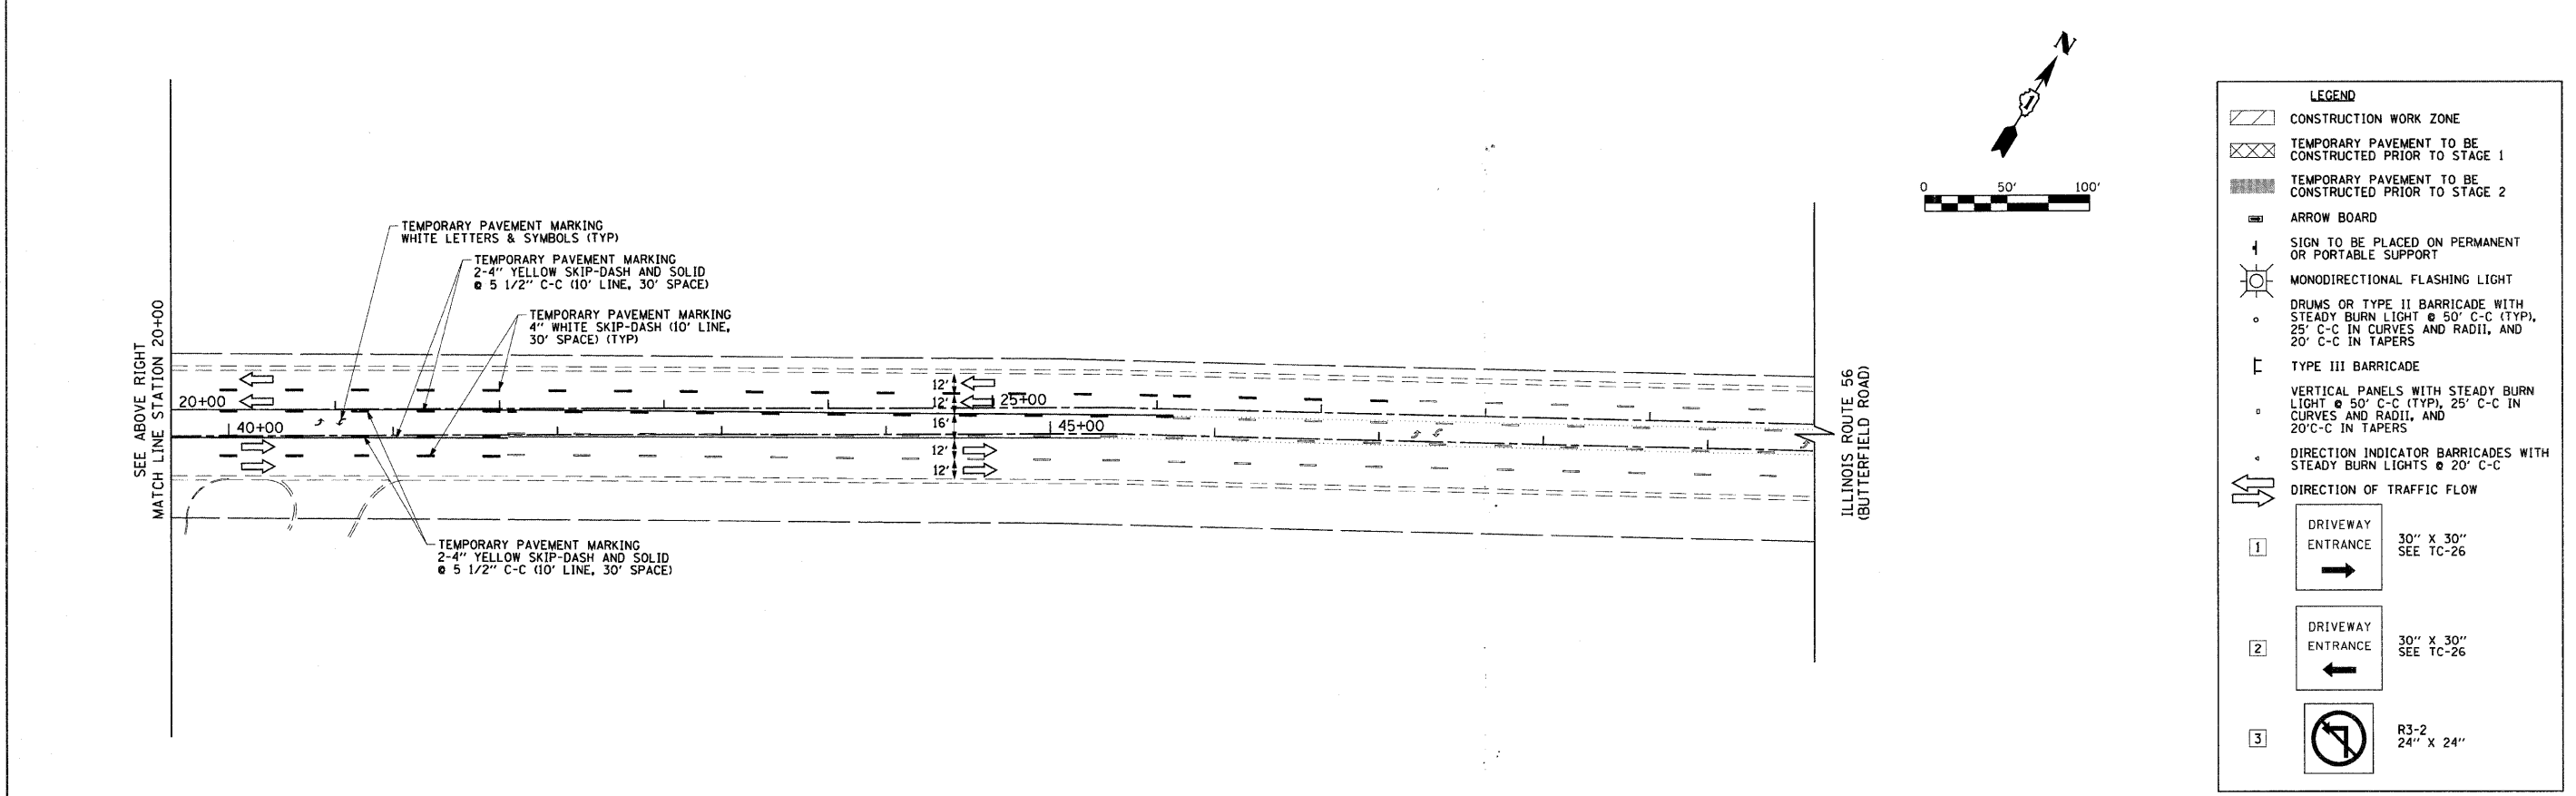 N
0 50' 100'
TEMPORARY PAVEMENT MARKING
WHITE LETTERS & SYMBOLS (TYP)
TEMPORARY PAVEMENT MARKING
2-4" YELLOW SKIP-DASH AND SOLID
@ 5 1/2" C-C (10' LINE, 30' SPACE)
TEMPORARY PAVEMENT MARKING
4" WHITE SKIP-DASH (10' LINE,
30' SPACE) (TYP)
SEE ABOVE RIGHT
MATCH LINE STATION 20+00
20+00
40+00
12'
12'
16'
12'
12'
25+00
45+00
ILLINOIS ROUTE 56
(BUTTERFIELD ROAD)
TEMPORARY PAVEMENT MARKING
2-4" YELLOW SKIP-DASH AND SOLID
@ 5 1/2" C-C (10' LINE, 30' SPACE)
LEGEND
CONSTRUCTION WORK ZONE
TEMPORARY PAVEMENT TO BE
CONSTRUCTED PRIOR TO STAGE 1
TEMPORARY PAVEMENT TO BE
CONSTRUCTED PRIOR TO STAGE 2
ARROW BOARD
SIGN TO BE PLACED ON PERMANENT
OR PORTABLE SUPPORT
MONODIRECTIONAL FLASHING LIGHT
DRUMS OR TYPE II BARRICADE WITH
STEADY BURN LIGHT @ 50' C-C (TYP),
25' C-C IN CURVES AND RADII, AND
20' C-C IN TAPERS
TYPE III BARRICADE
VERTICAL PANELS WITH STEADY BURN
LIGHT @ 50' C-C (TYP), 25' C-C IN
CURVES AND RADII, AND
20'C-C IN TAPERS
DIRECTION INDICATOR BARRICADES WITH
STEADY BURN LIGHTS @ 20' C-C
DIRECTION OF TRAFFIC FLOW
1
DRIVEWAY
ENTRANCE
30" X 30"
SEE TC-26
2
DRIVEWAY
ENTRANCE
30" X 30"
SEE TC-26
3
R3-2
24" X 24"